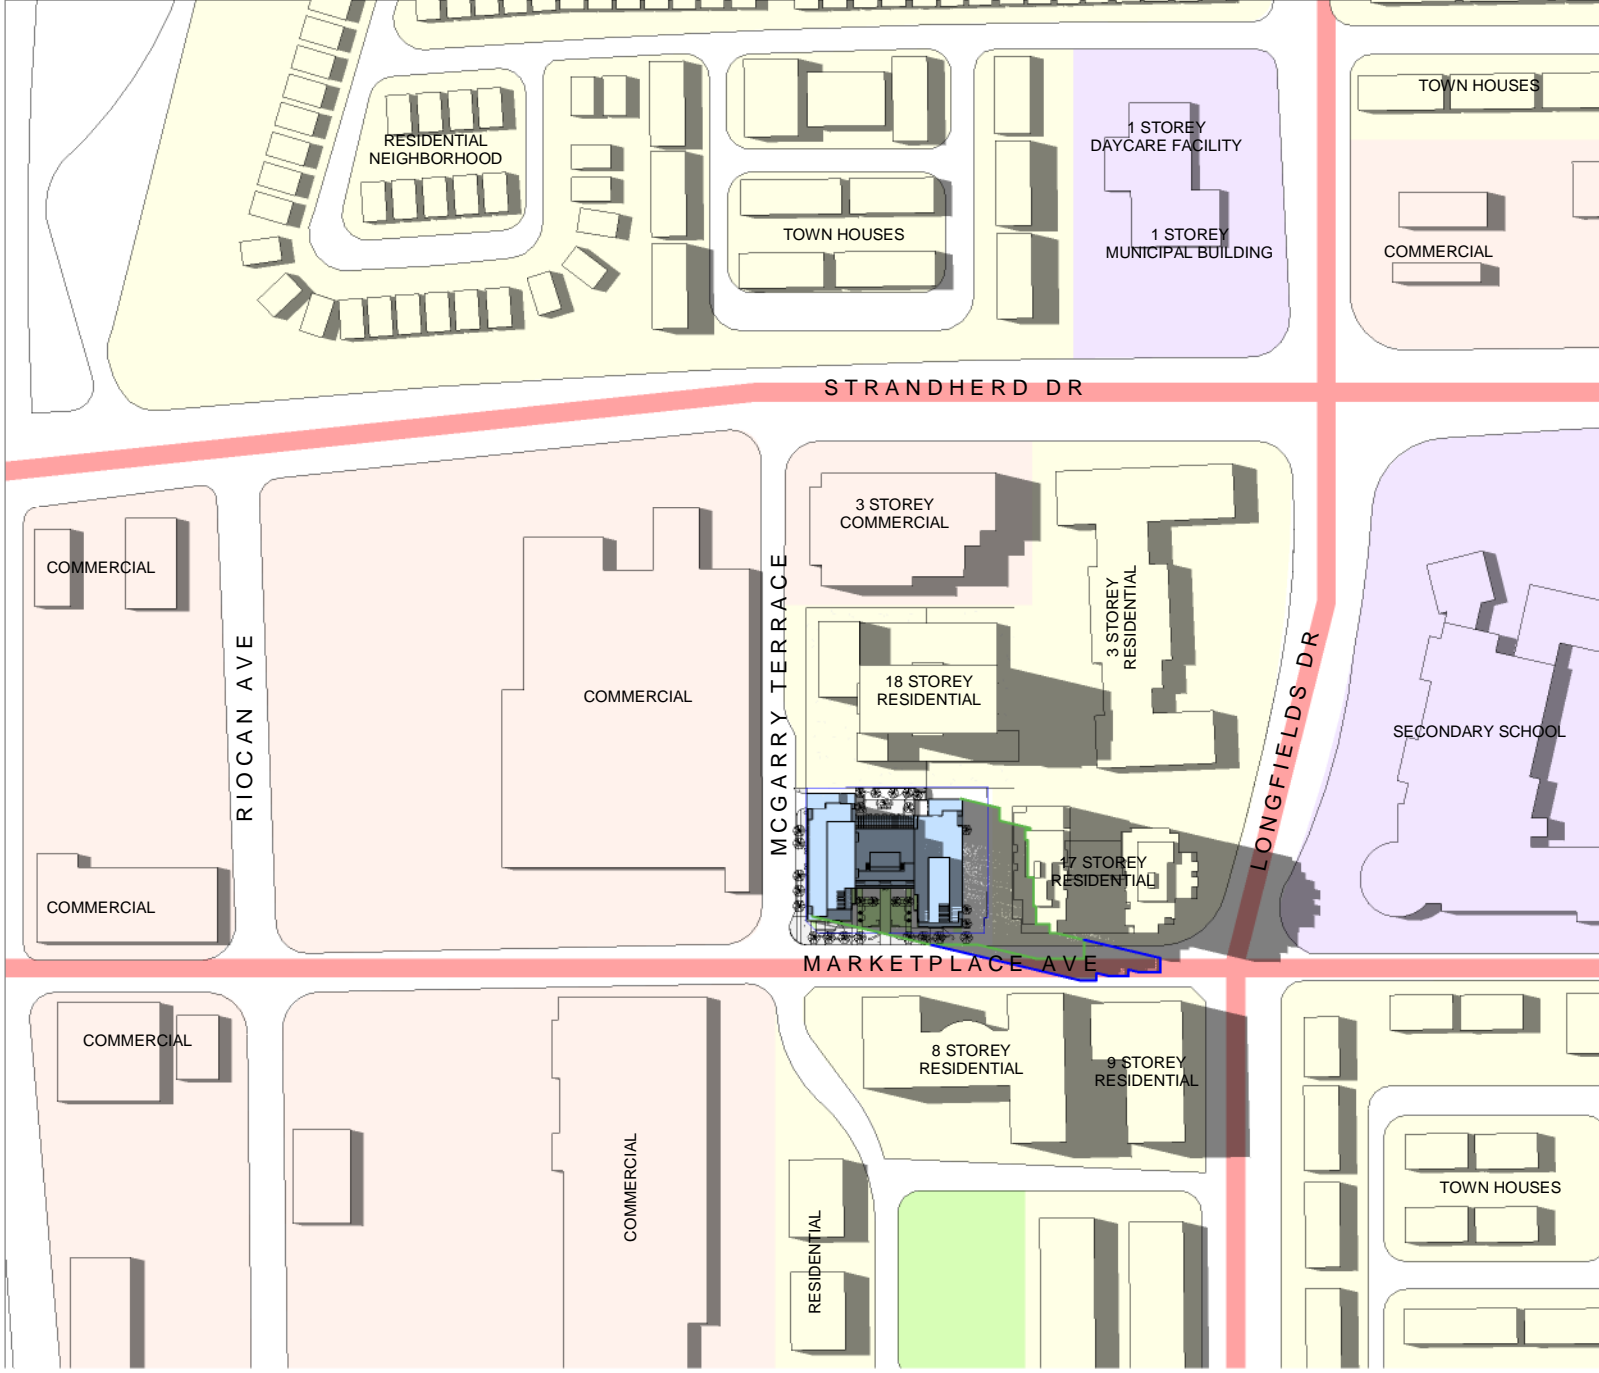 TOWN HOUSES
1 STOREY
DAYCARE FACILITY
RESIDENTIAL
NEIGHBORHOOD
TOWN HOUSES
1 STOREY
MUNICIPAL BUILDING
COMMERCIAL
STRANDHERD DR
3 STOREY
COMMERCIAL
COMMERCIAL
MCGARRY TERRACE
3 STOREY
RESIDENTIAL
RIOCAN AVE
COMMERCIAL
18 STOREY
RESIDENTIAL
LONGFIELDS DR
SECONDARY SCHOOL
17 STOREY
RESIDENTIAL
COMMERCIAL
MARKETPLACE AVE
COMMERCIAL
8 STOREY
RESIDENTIAL
9 STOREY
RESIDENTIAL
COMMERCIAL
TOWN HOUSES
RESIDENTIAL